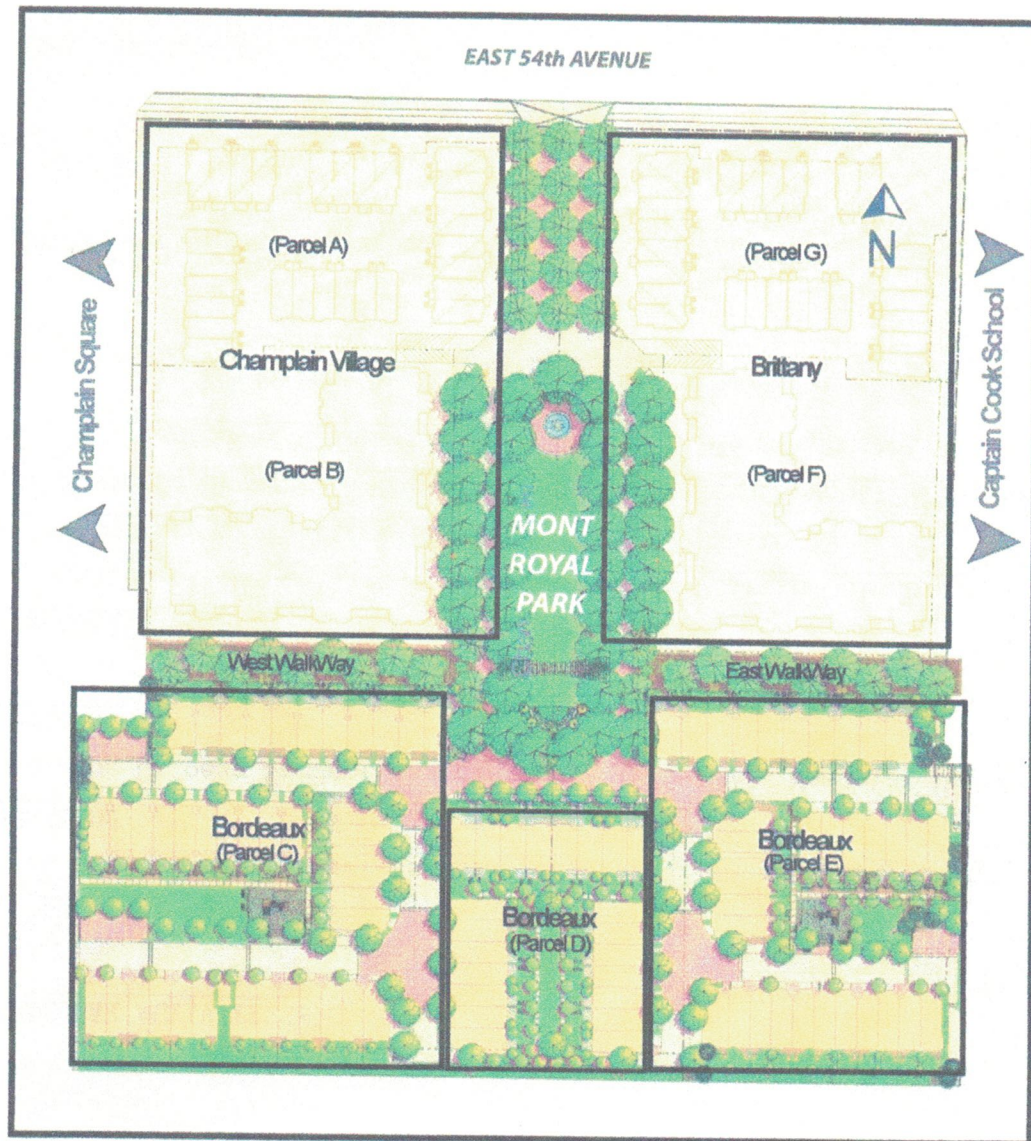 EAST 54th AVENUE
(Parcel A)
(Parcel G)
N
Champlain Square
Champlain Village
Brittany
Captain Cook School
(Parcel B)
(Parcel F)
MONT
ROYAL
PARK
West WalkWay
East WalkWay
Bordeaux
(Parcel C)
Bordeaux
(Parcel D)
Bordeaux
(Parcel E)